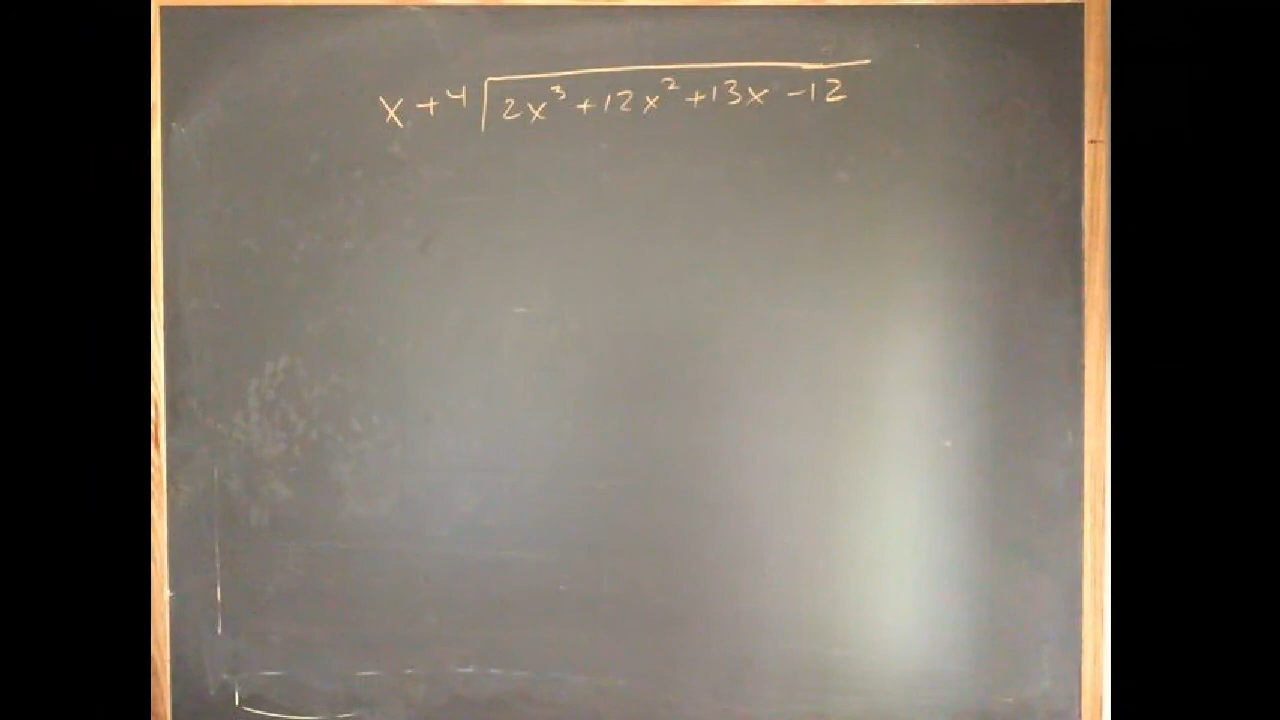 x + 4 2x³ + 12x² + 13x - 12